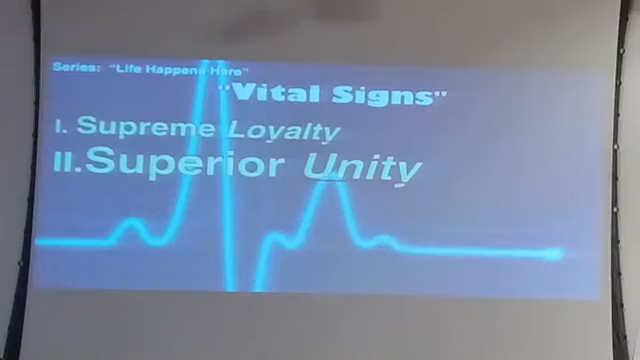 Series: "Life Happens Here"
"Vital Signs"
I. Supreme Loyalty
II.Superior Unity